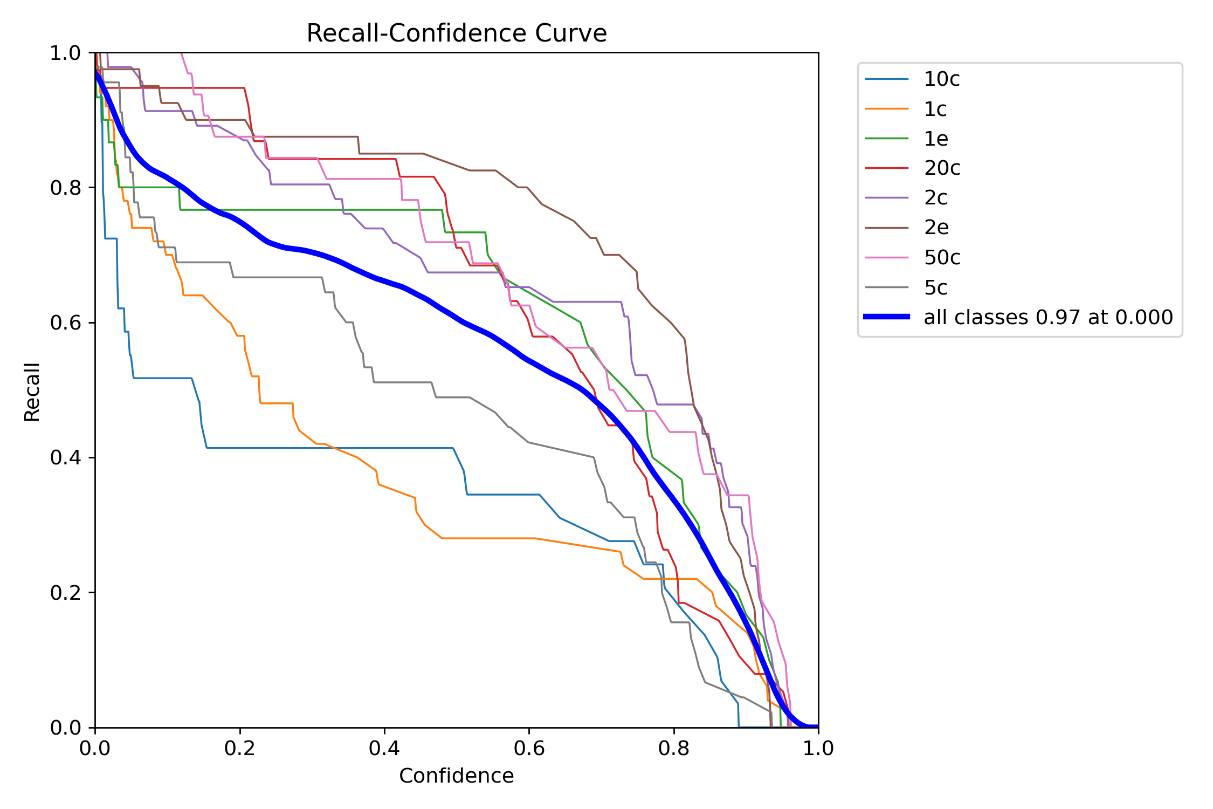 Recall-Confidence Curve
1.0
0.8
0.6
0.4
0.2
0.0
Recall
0.0 0.2 0.4 0.6 0.8 1.0
Confidence
10c
1c
1e
20c
2c
2e
50c
5c
all classes 0.97 at 0.000